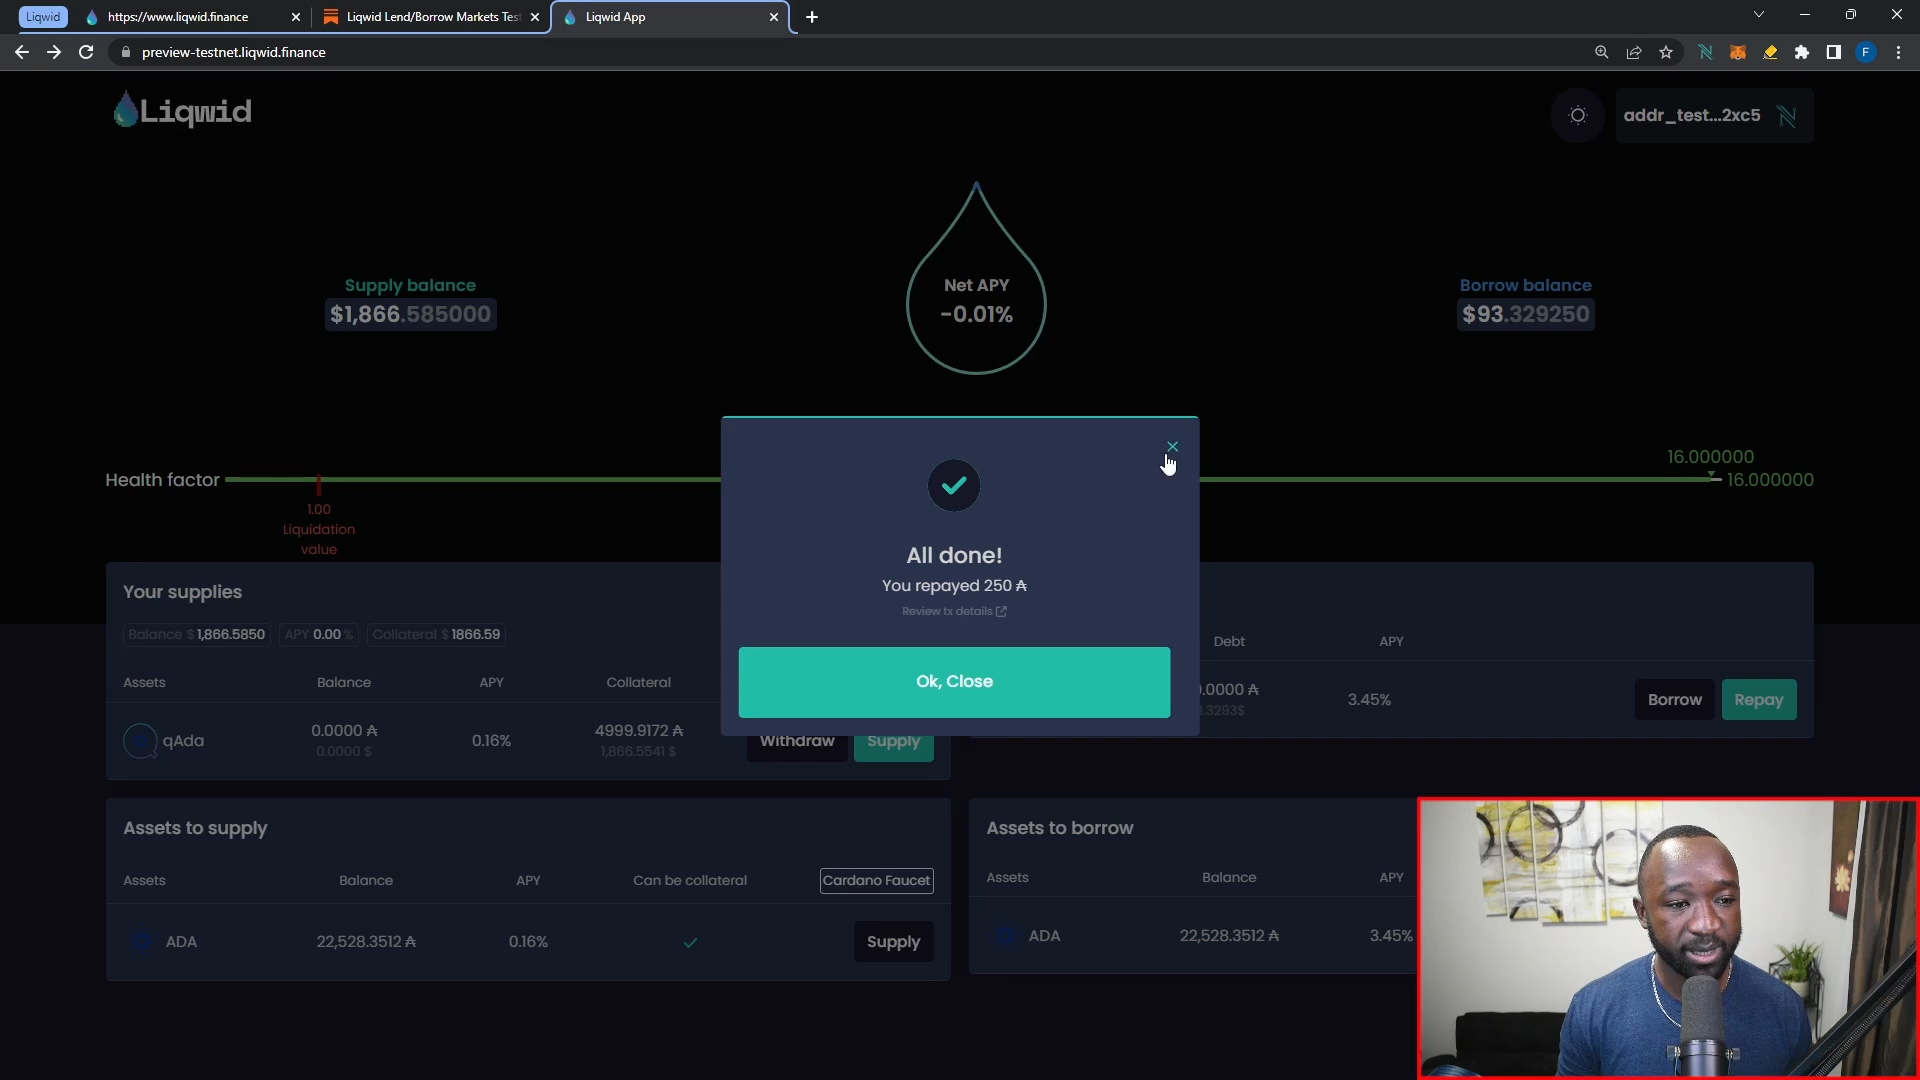 Liqwid
https://www.liqwid.finance
Liqwid Lend/Borrow Markets Tes
Liqwid App
preview-testnet.liqwid.finance
F
Liqwid
addr_test...2xc5
Supply balance
$1,866.585000
Net APY
-0.01%
Borrow balance
$93.329250
Health factor
16.000000
16.000000
1.00
Liquidation
value
All done!
You repayed 250 ₳
Review tx details
Ok, Close
Your supplies
Balance $ 1,866.5850
APY 0.00 %
Collateral $ 1866.59
Assets Balance APY Collateral
qAda
0.0000 ₳
0.0000 $
0.16%
4999.9172 ₳
1,866.5541 $
Withdraw
Supply
Debt APY
.0000 ₳
.3293$
3.45%
Borrow
Repay
Assets to supply
Assets Balance APY Can be collateral Cardano Faucet
ADA 22,528.3512 ₳ 0.16% Supply
Assets to borrow
Assets Balance APY
ADA 22,528.3512 ₳ 3.45%